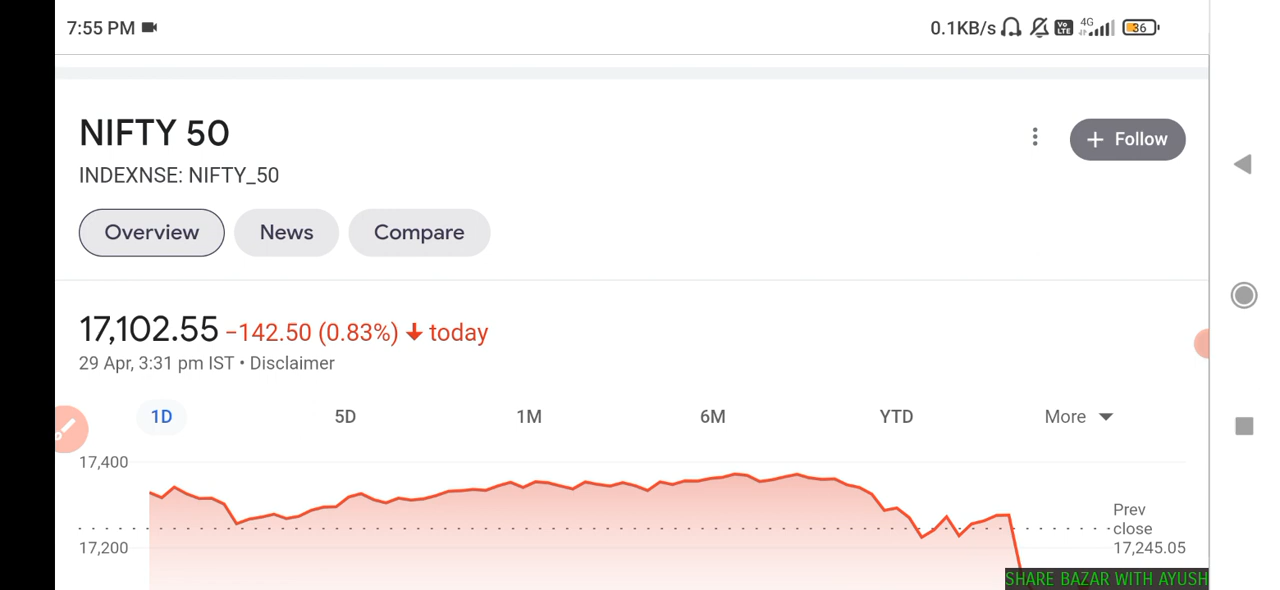 7:55 PM
0.1KB/s Vo LTE 4G 36
NIFTY 50
+ Follow
INDEXNSE: NIFTY_50
Overview News Compare
17,102.55 −142.50 (0.83%) ↓ today
29 Apr, 3:31 pm IST • Disclaimer
1D 5D 1M 6M YTD More
17,400
Prev
close
17,245.05
17,200
SHARE BAZAR WITH AYUSH